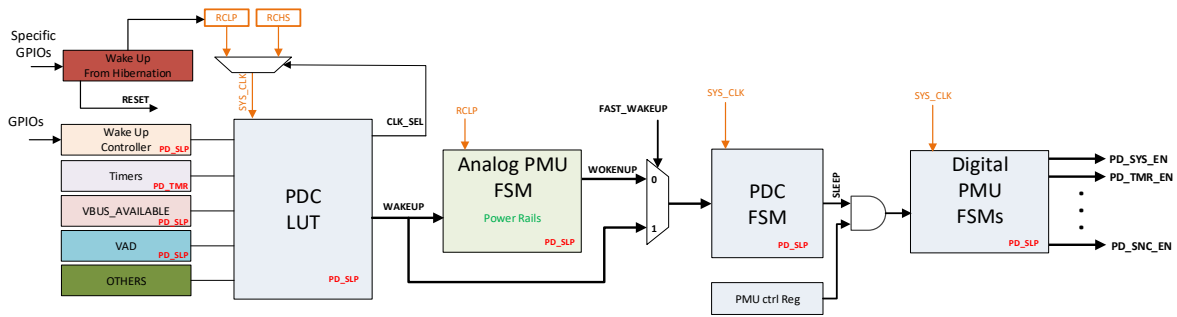 Specific
GPIOs
Wake Up
From Hibernation
RESET
RCLP
RCHS
SYS_CLK
CLK_SEL
GPIOs
Wake Up
Controller
PD_SLP
Timers
PD_TMR
VBUS_AVAILABLE
PD_SLP
VAD
PD_SLP
OTHERS
PDC
LUT
PD_SLP
WAKEUP
RCLP
Analog PMU
FSM
Power Rails
PD_SLP
WOKENUP
FAST_WAKEUP
0
1
SYS_CLK
PDC
FSM
PD_SLP
SLEEP
PMU ctrl Reg
SYS_CLK
Digital
PMU
FSMs
PD_SLP
PD_SYS_EN
PD_TMR_EN
PD_SNC_EN